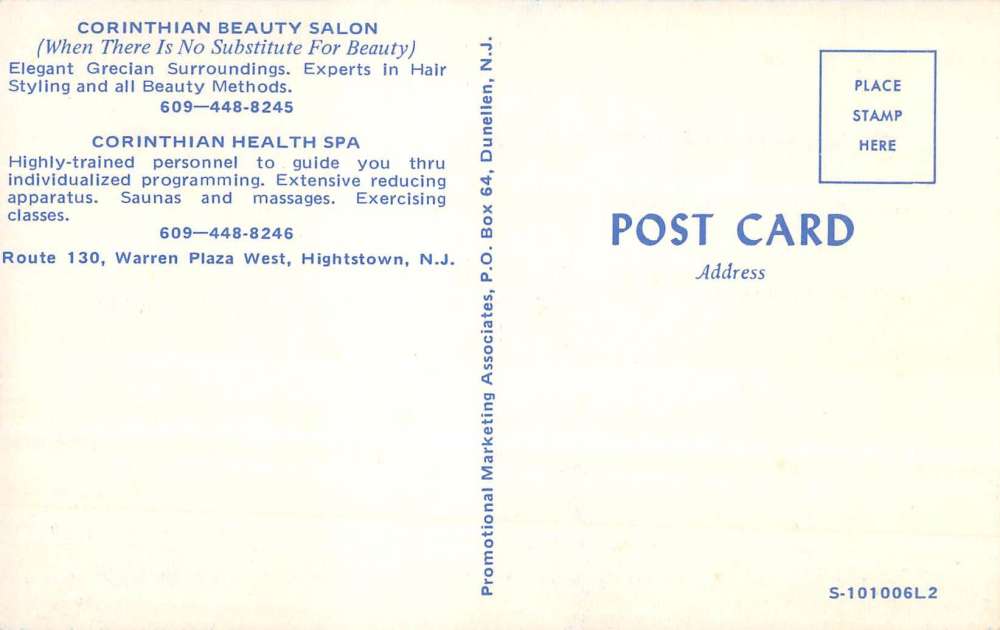 CORINTHIAN BEAUTY SALON
(When There Is No Substitute For Beauty)
Elegant Grecian Surroundings. Experts in Hair
Styling and all Beauty Methods.
609—448-8245
CORINTHIAN HEALTH SPA
Highly-trained personnel to guide you thru
individualized programming. Extensive reducing
apparatus. Saunas and massages. Exercising
classes.
609—448-8246
Route 130, Warren Plaza West, Hightstown, N.J.
Promotional Marketing Associates, P.O. Box 64, Dunellen, N.J.
PLACE
STAMP
HERE
POST CARD
Address
S-101006L2